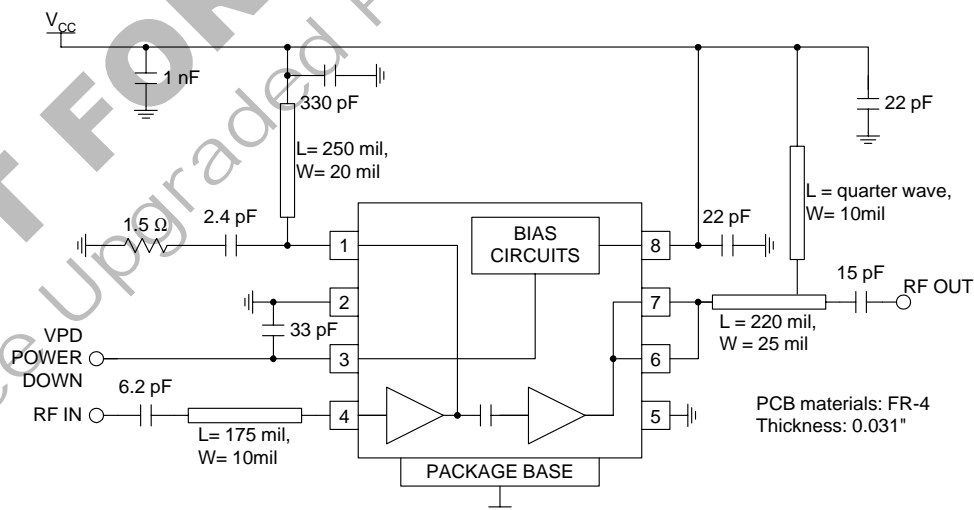 VCC
1 nF
330 pF
22 pF
L= 250 mil,
W= 20 mil
L = quarter wave,
W= 10mil
1.5 Ω
2.4 pF
1
BIAS
CIRCUITS
8
22 pF
15 pF
RF OUT
2
7
33 pF
L = 220 mil,
W = 25 mil
VPD
POWER
DOWN
3
6
6.2 pF
RF IN
4
5
L= 175 mil,
W= 10mil
PCB materials: FR-4
Thickness: 0.031"
PACKAGE BASE
FOR
Upgraded